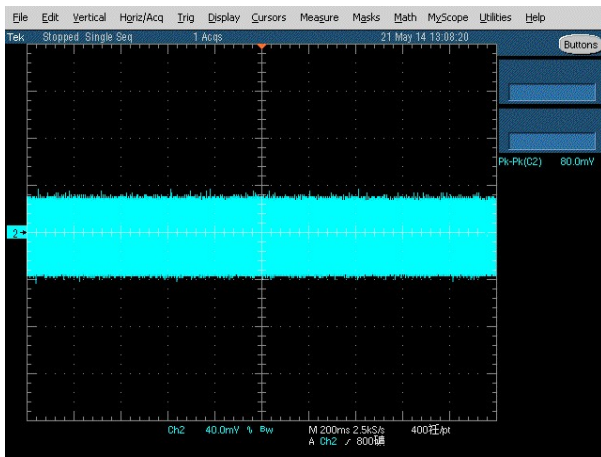 File Edit Vertical Horiz/Acq Trig Display Cursors Measure Masks Math MyScope Utilities Help
Tek Stopped Single Seq 1 Acqs 21 May 14 13:08:20
Buttons
Pk-Pk(C2) 80.0mV
2
Ch2 40.0mV Bw M 200ms 2.5kS/s 400 /pt
A Ch2 800